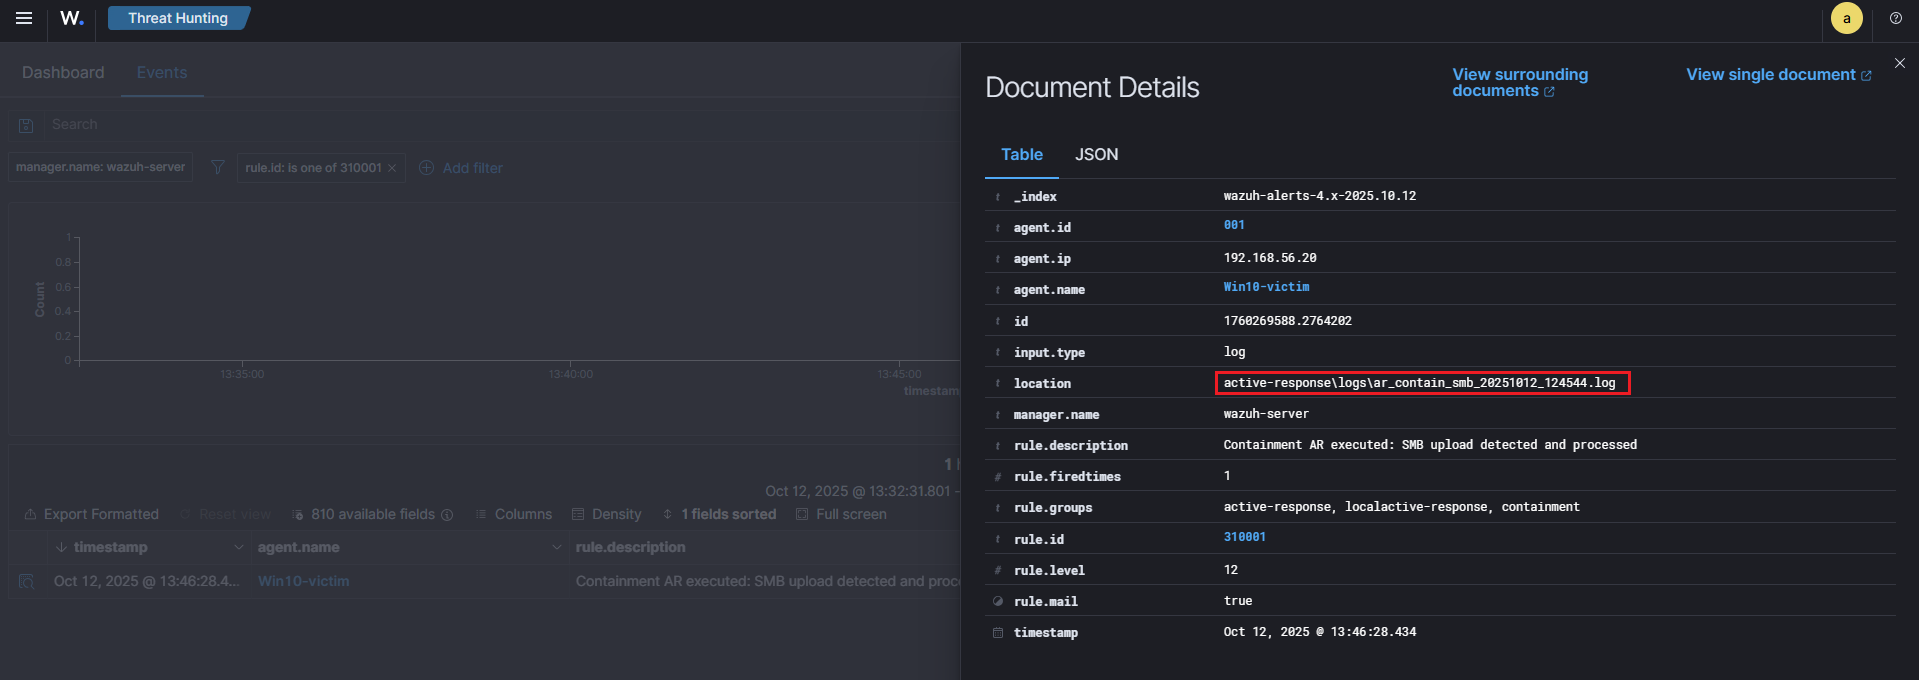 W. Threat Hunting a
Dashboard Events
Search
manager.name: wazuh-server rule.id: is one of 310001 Add filter
1
0.8
0.6
0.4
0.2
0
Count
13:35:00 13:40:00 13:45:00
timestamp
1
Oct 12, 2025 @ 13:32:31.801 -
Export Formatted Reset view 810 available fields Columns Density 1 fields sorted Full screen
timestamp agent.name rule.description
Oct 12, 2025 @ 13:46:28.4... Win10-victim Containment AR executed: SMB upload detected and proce
Document Details
View surrounding
documents
View single document
Table JSON
t _index wazuh-alerts-4.x-2025.10.12
t agent.id 001
t agent.ip 192.168.56.20
t agent.name Win10-victim
t id 1760269588.2764202
t input.type log
t location active-response\logs\ar_contain_smb_20251012_124544.log
t manager.name wazuh-server
t rule.description Containment AR executed: SMB upload detected and processed
# rule.firedtimes 1
t rule.groups active-response, localactive-response, containment
t rule.id 310001
# rule.level 12
rule.mail true
timestamp Oct 12, 2025 @ 13:46:28.434